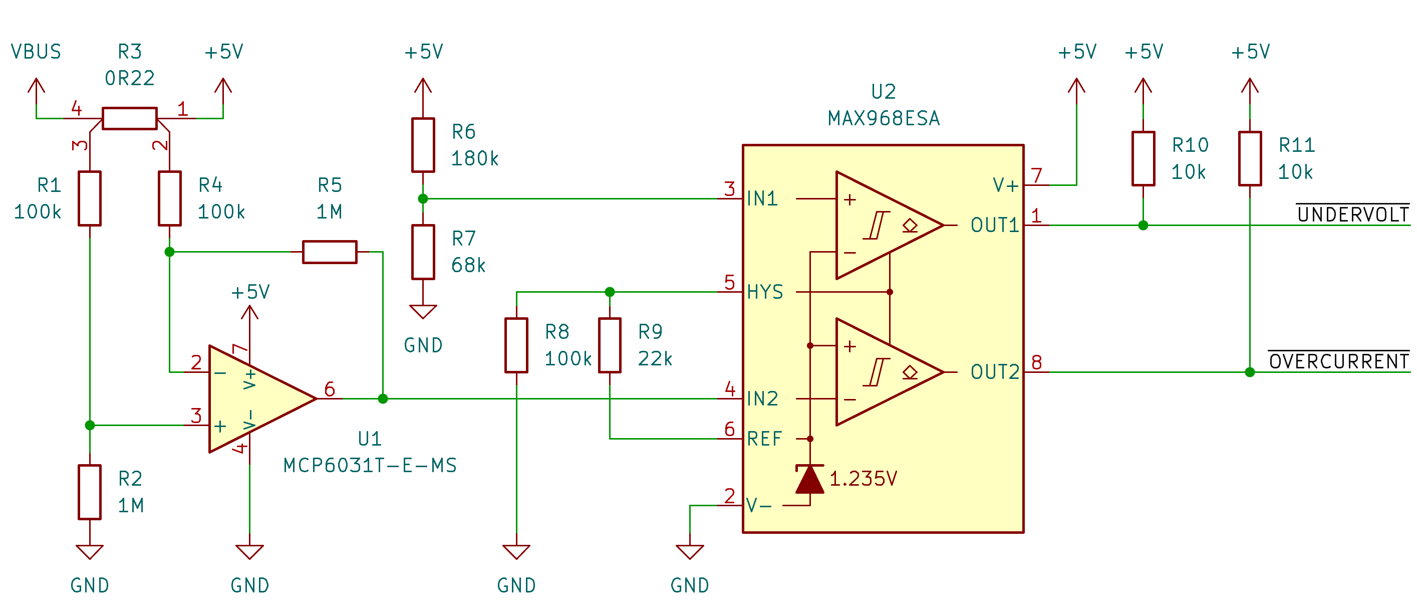 VBUS
R3
0R22
+5V
4
1
3
2
R1
100k
R4
100k
R5
1M
+5V
R6
180k
R7
68k
GND
+5V
2
−
7
V+
6
3
+
V−
4
U1
MCP6031T−E−MS
R2
1M
GND
GND
R8
100k
R9
22k
GND
GND
U2
MAX968ESA
3
IN1
+
−
5
HYS
+
−
4
IN2
6
REF
1.235V
2
V−
V+
7
OUT1
1
OUT2
8
+5V
+5V
+5V
R10
10k
R11
10k
UNDERVOLT
OVERCURRENT